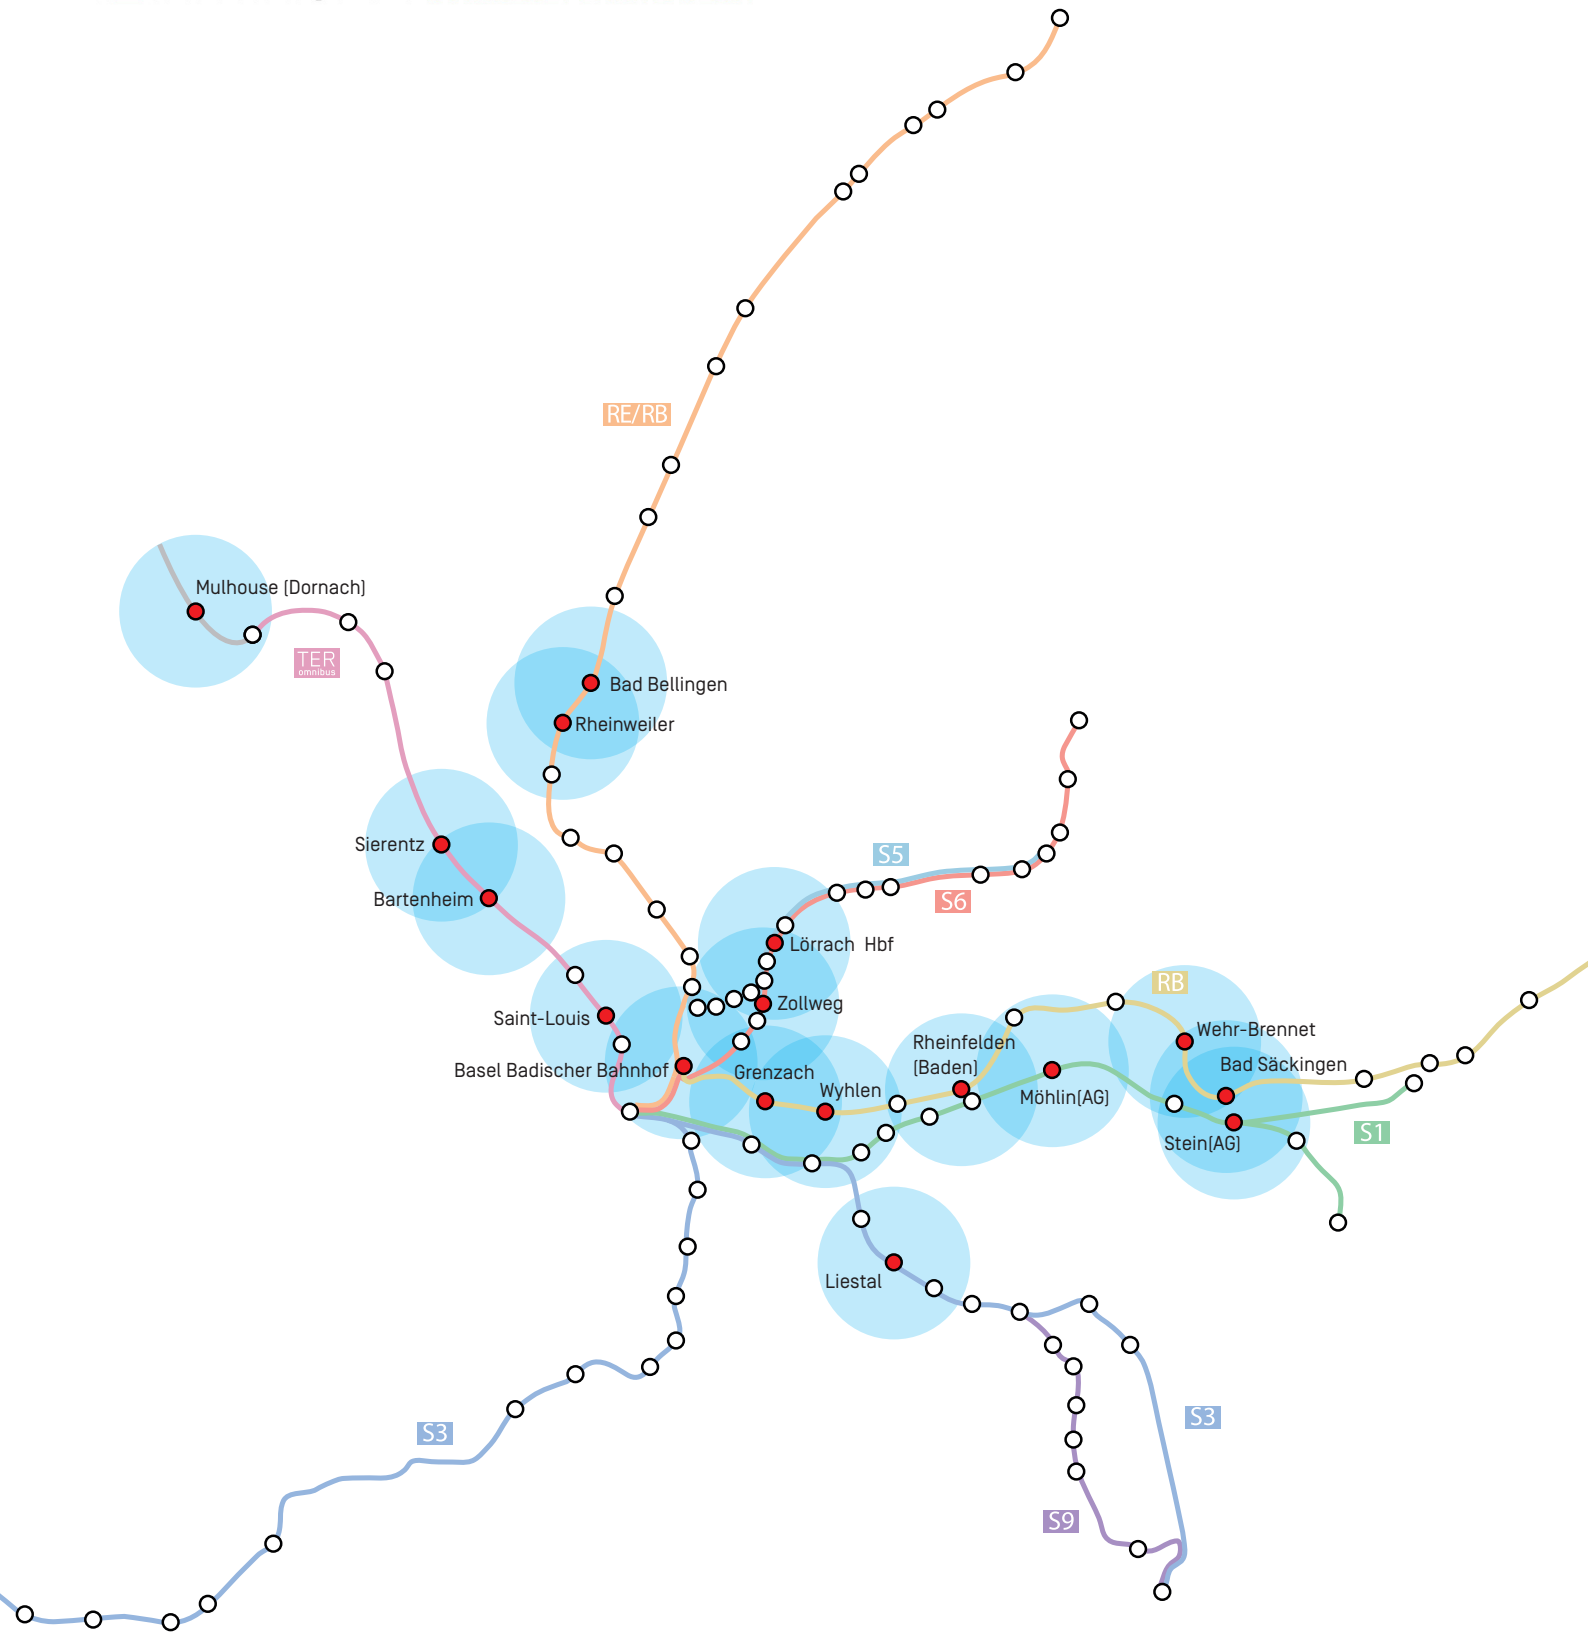 RE/RB
Mulhouse (Dornach)
TER
omnibus
Bad Bellingen
Rheinweiler
Sierentz
Bartenheim
S5
S6
Lörrach Hbf
Zollweg
Saint-Louis
RB
Wehr-Brennet
Rheinfelden
(Baden)
Basel Badischer Bahnhof
Grenzach
Bad Säckingen
Wyhlen
Möhlin(AG)
Stein(AG)
S1
Liestal
S3
S3
S9